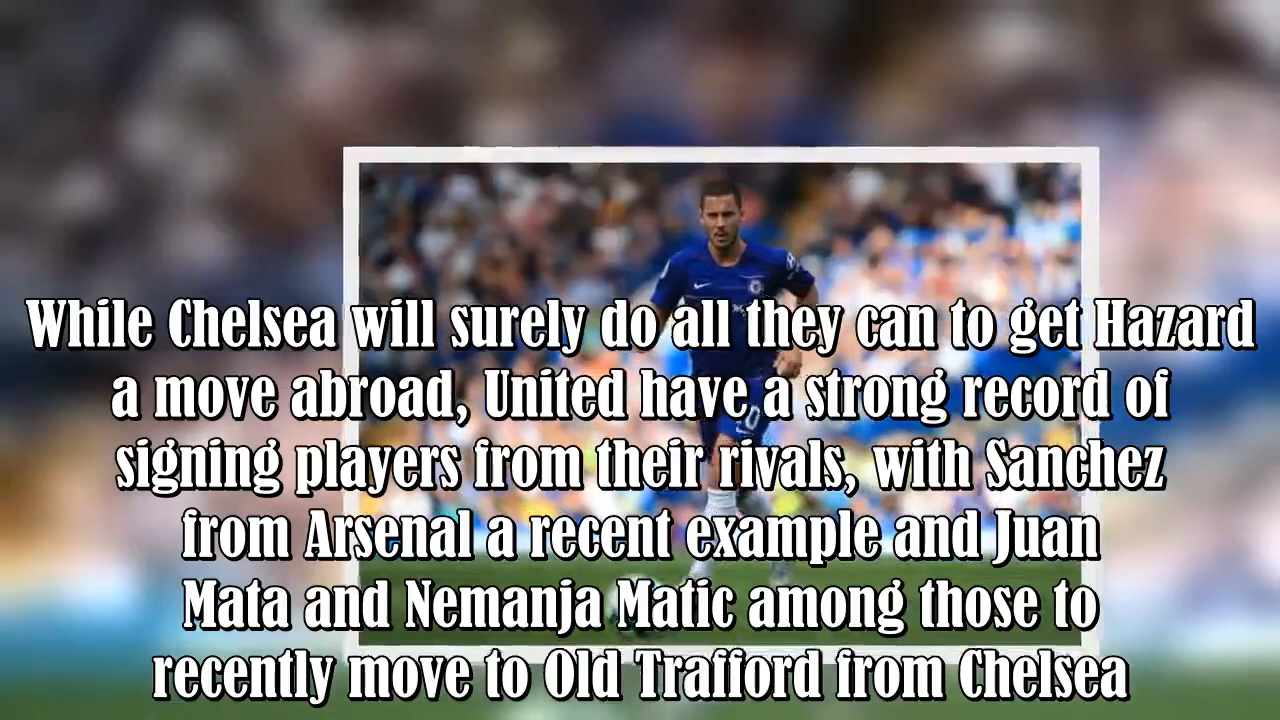 While Chelsea will surely do all they can to get Hazard
a move abroad, United have a strong record of
signing players from their rivals, with Sanchez
from Arsenal a recent example and Juan
Mata and Nemanja Matic among those to
recently move to Old Trafford from Chelsea